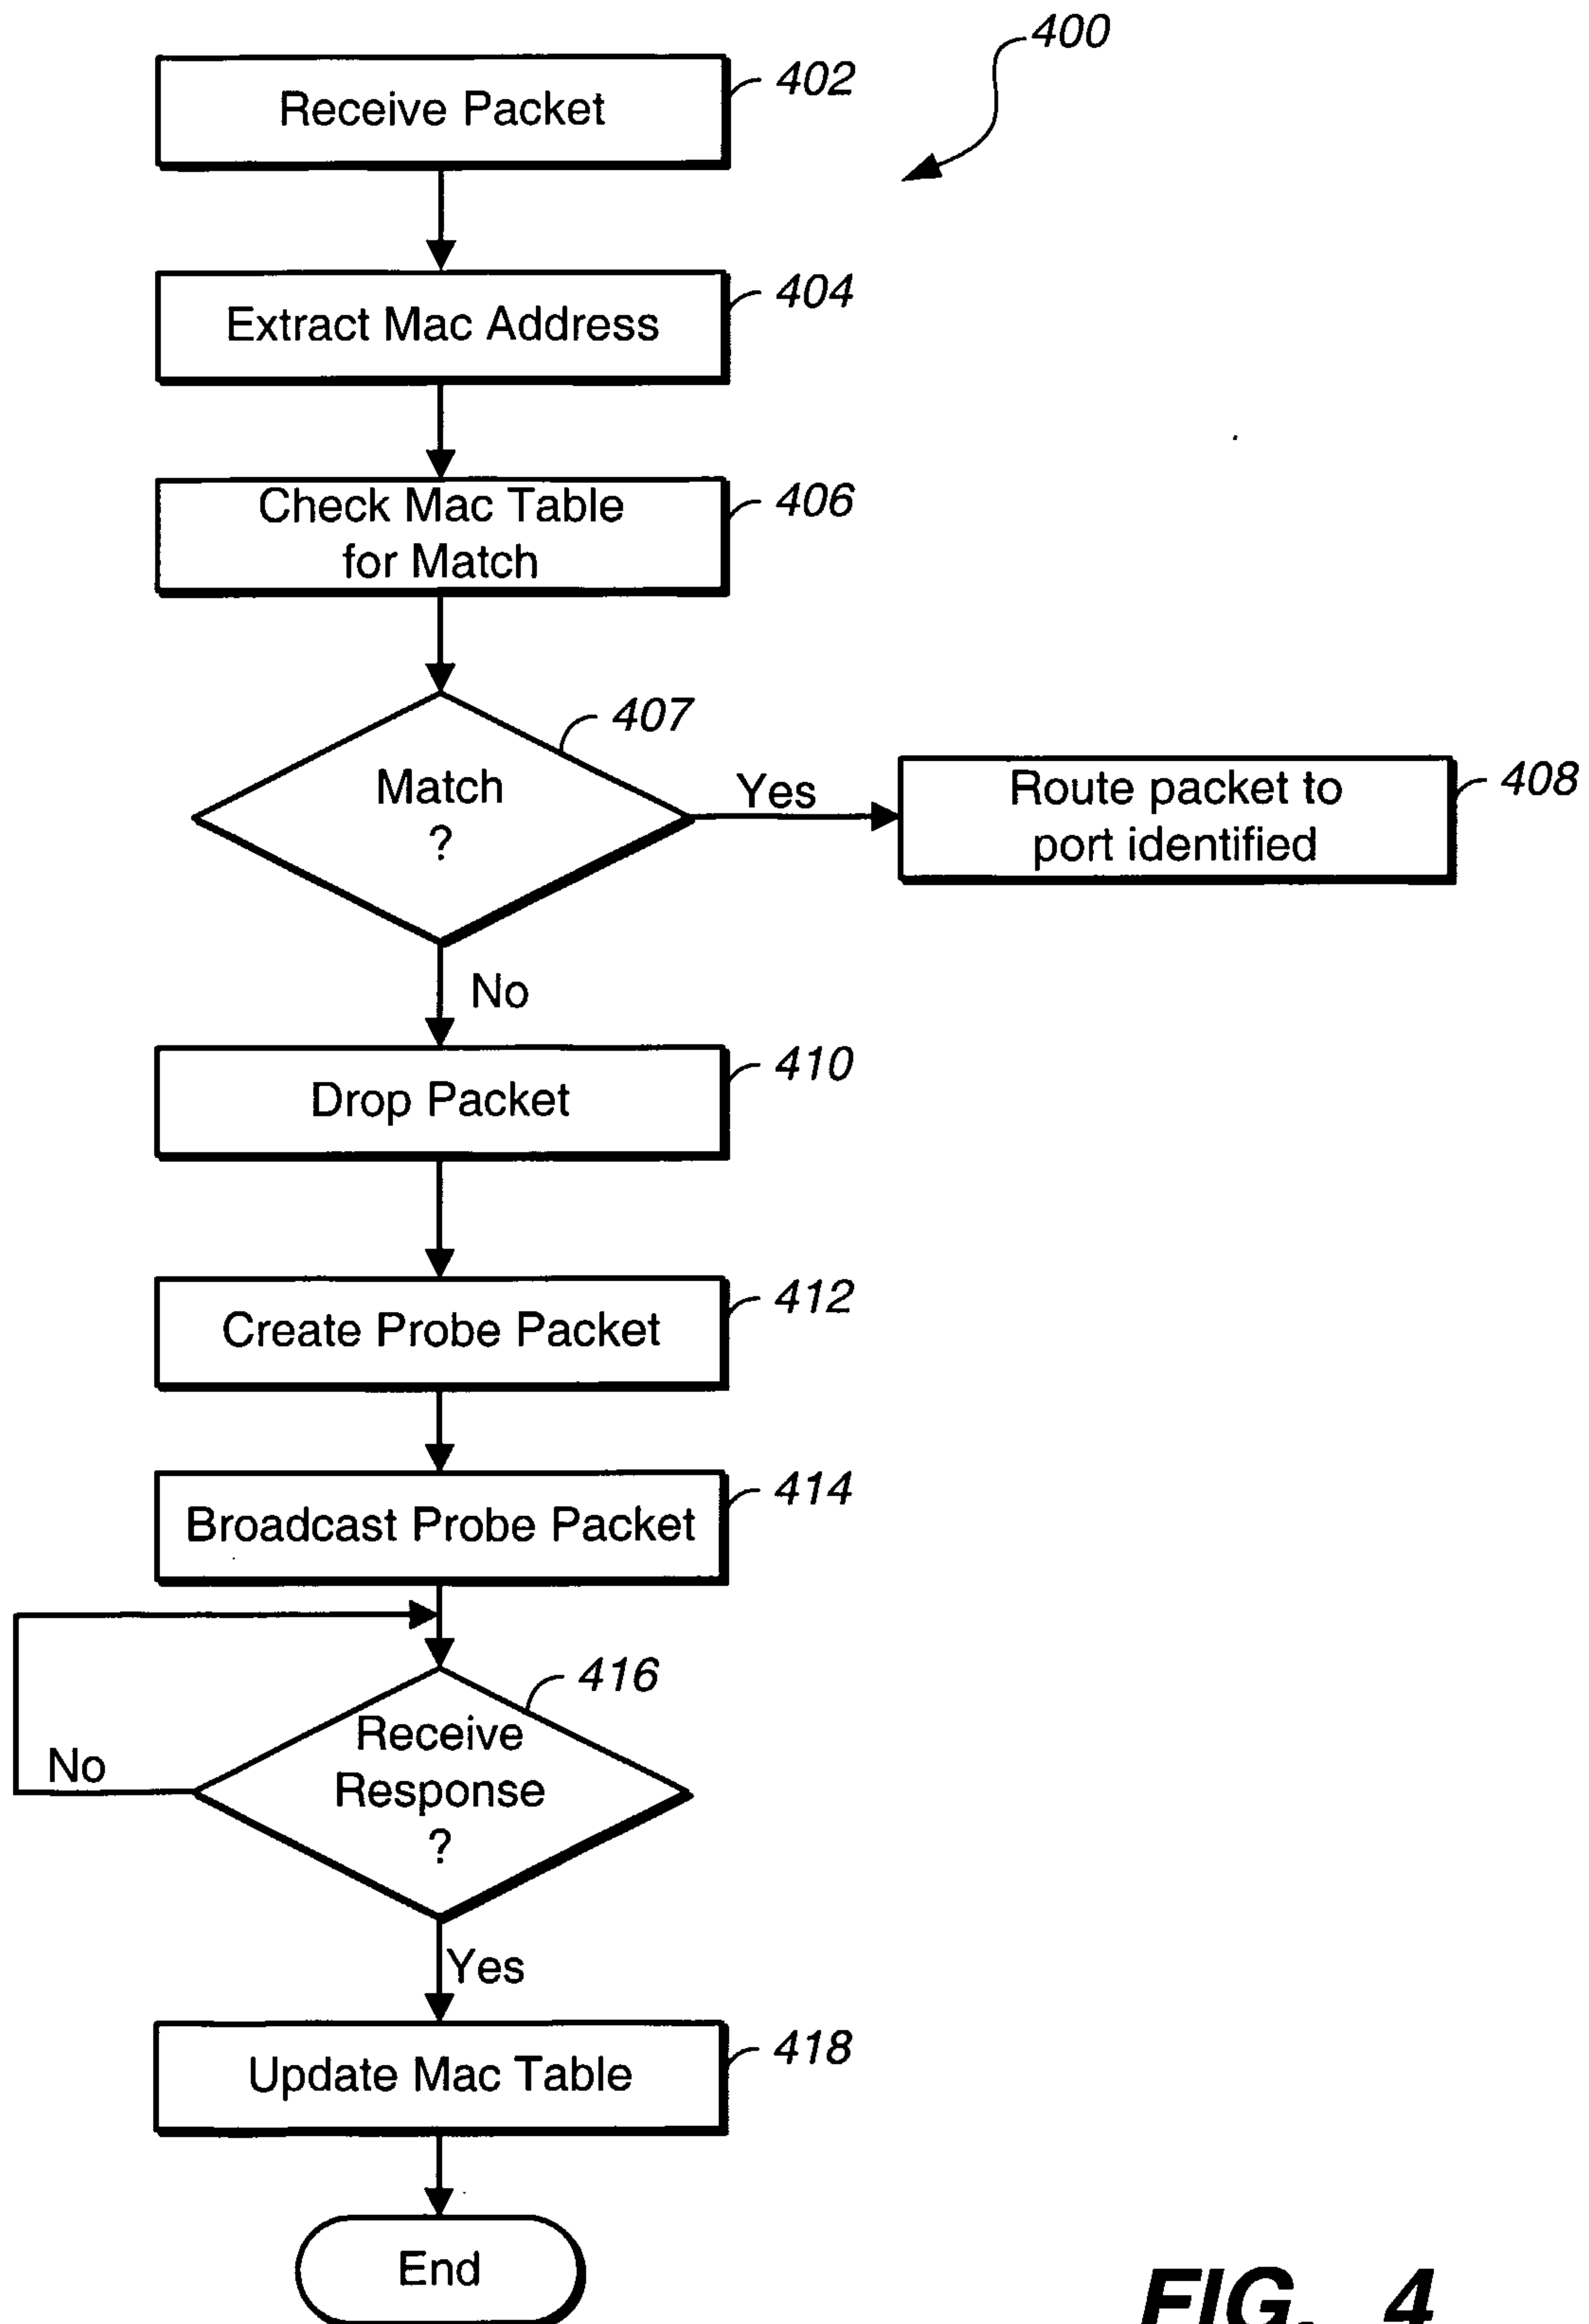 400
Receive Packet
402
Extract Mac Address
404
Check Mac Table
for Match
406
Match
?
407
Yes
Route packet to
port identified
408
No
Drop Packet
410
Create Probe Packet
412
Broadcast Probe Packet
414
Receive
Response
?
416
No
Yes
Update Mac Table
418
End
FIG. 4